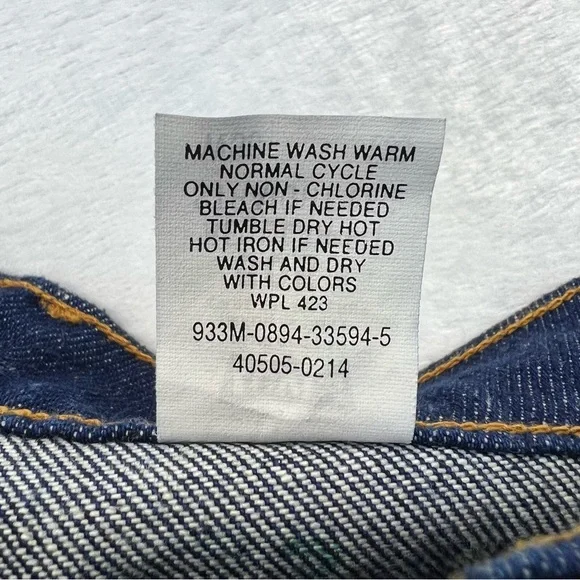 MACHINE WASH WARM
NORMAL CYCLE
ONLY NON - CHLORINE
BLEACH IF NEEDED
TUMBLE DRY HOT
HOT IRON IF NEEDED
WASH AND DRY
WITH COLORS
WPL 423
933M-0894-33594-5
40505-0214